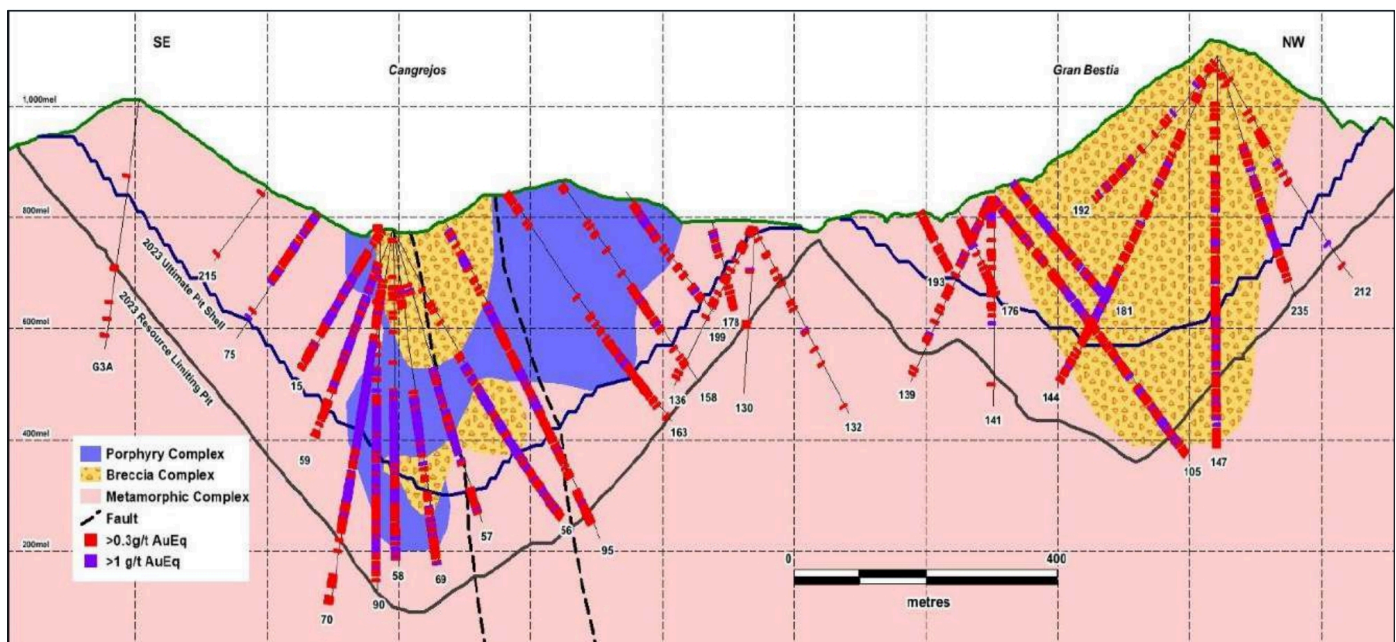 SE
NW
Cangrejos
Gran Bestia
1,000mel
800mel
600mel
400mel
200mel
2023 Ultimate Pit Shell
2023 Resource Limiting Pit
G3A
215
75
15
59
70
90
58
69
57
56
95
163
136
158
199
178
130
132
193
139
141
176
144
181
192
105
147
235
212
Porphyry Complex
Breccia Complex
Metamorphic Complex
Fault
>0.3g/t AuEq
>1 g/t AuEq
0
400
metres